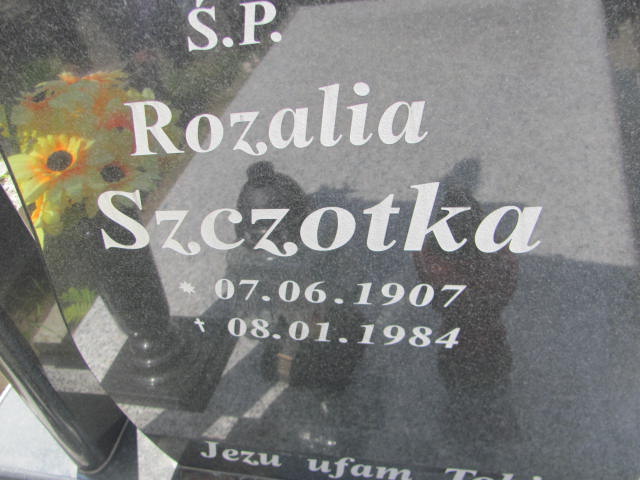 Ś.P.
Rozalia
Szczotka
* 07.06.1907
✝ 08.01.1984
Jezu ufam